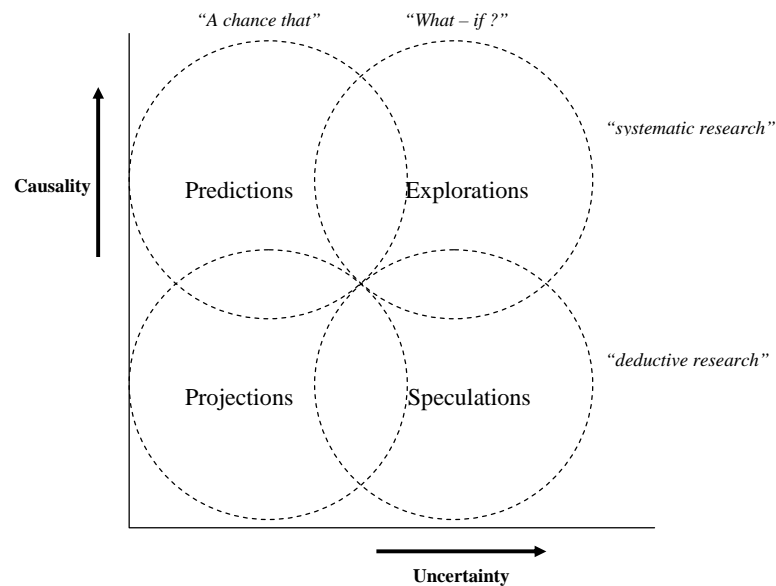 “A chance that”
“What – if ?”
“systematic research”
Causality
Predictions
Explorations
“deductive research”
Projections
Speculations
Uncertainty